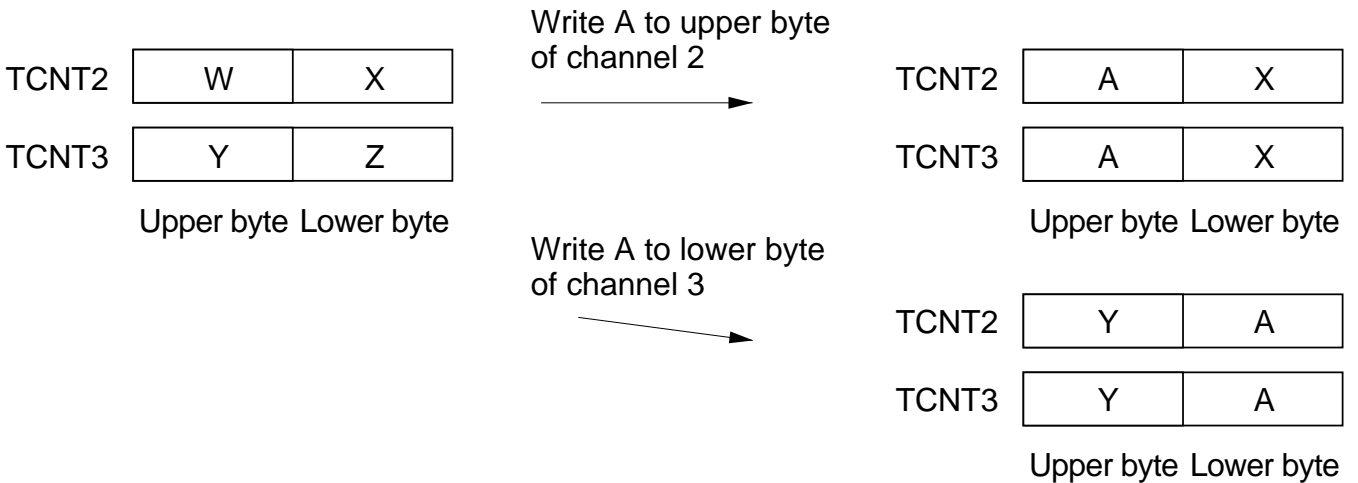 Write A to upper byte
of channel 2
TCNT2 W X
TCNT3 Y Z
Upper byte Lower byte
TCNT2 A X
TCNT3 A X
Upper byte Lower byte
Write A to lower byte
of channel 3
TCNT2 Y A
TCNT3 Y A
Upper byte Lower byte